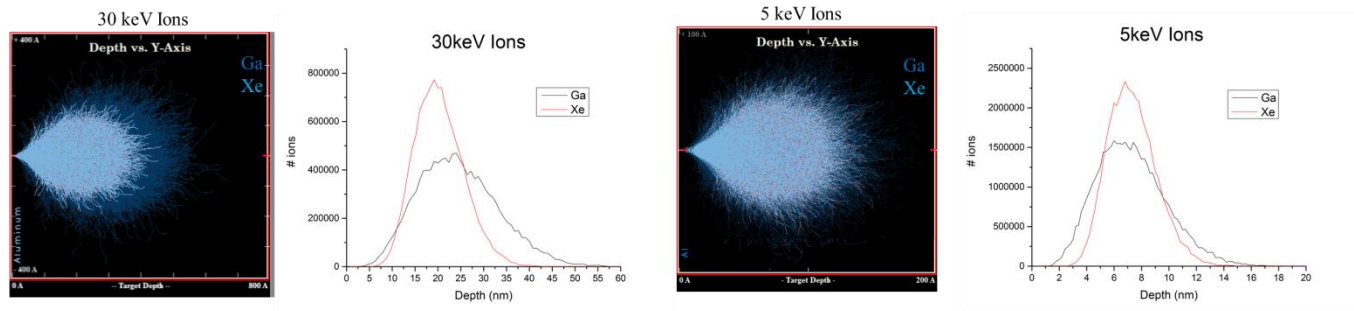 30 keV Ions
+ 400 A
Depth vs. Y-Axis
Ga
Xe
Aluminum
- 400 A
0 A
-- Target Depth --
800 A
30keV Ions
Ga
Xe
# ions
800000
600000
400000
200000
0
0 5 10 15 20 25 30 35 40 45 50 55 60
Depth (nm)
5 keV Ions
+ 100 A
Depth vs. Y-Axis
Ga
Xe
Al
0 A
- Target Depth -
200 A
5keV Ions
Ga
Xe
# ions
2500000
2000000
1500000
1000000
500000
0
0 2 4 6 8 10 12 14 16 18 20
Depth (nm)